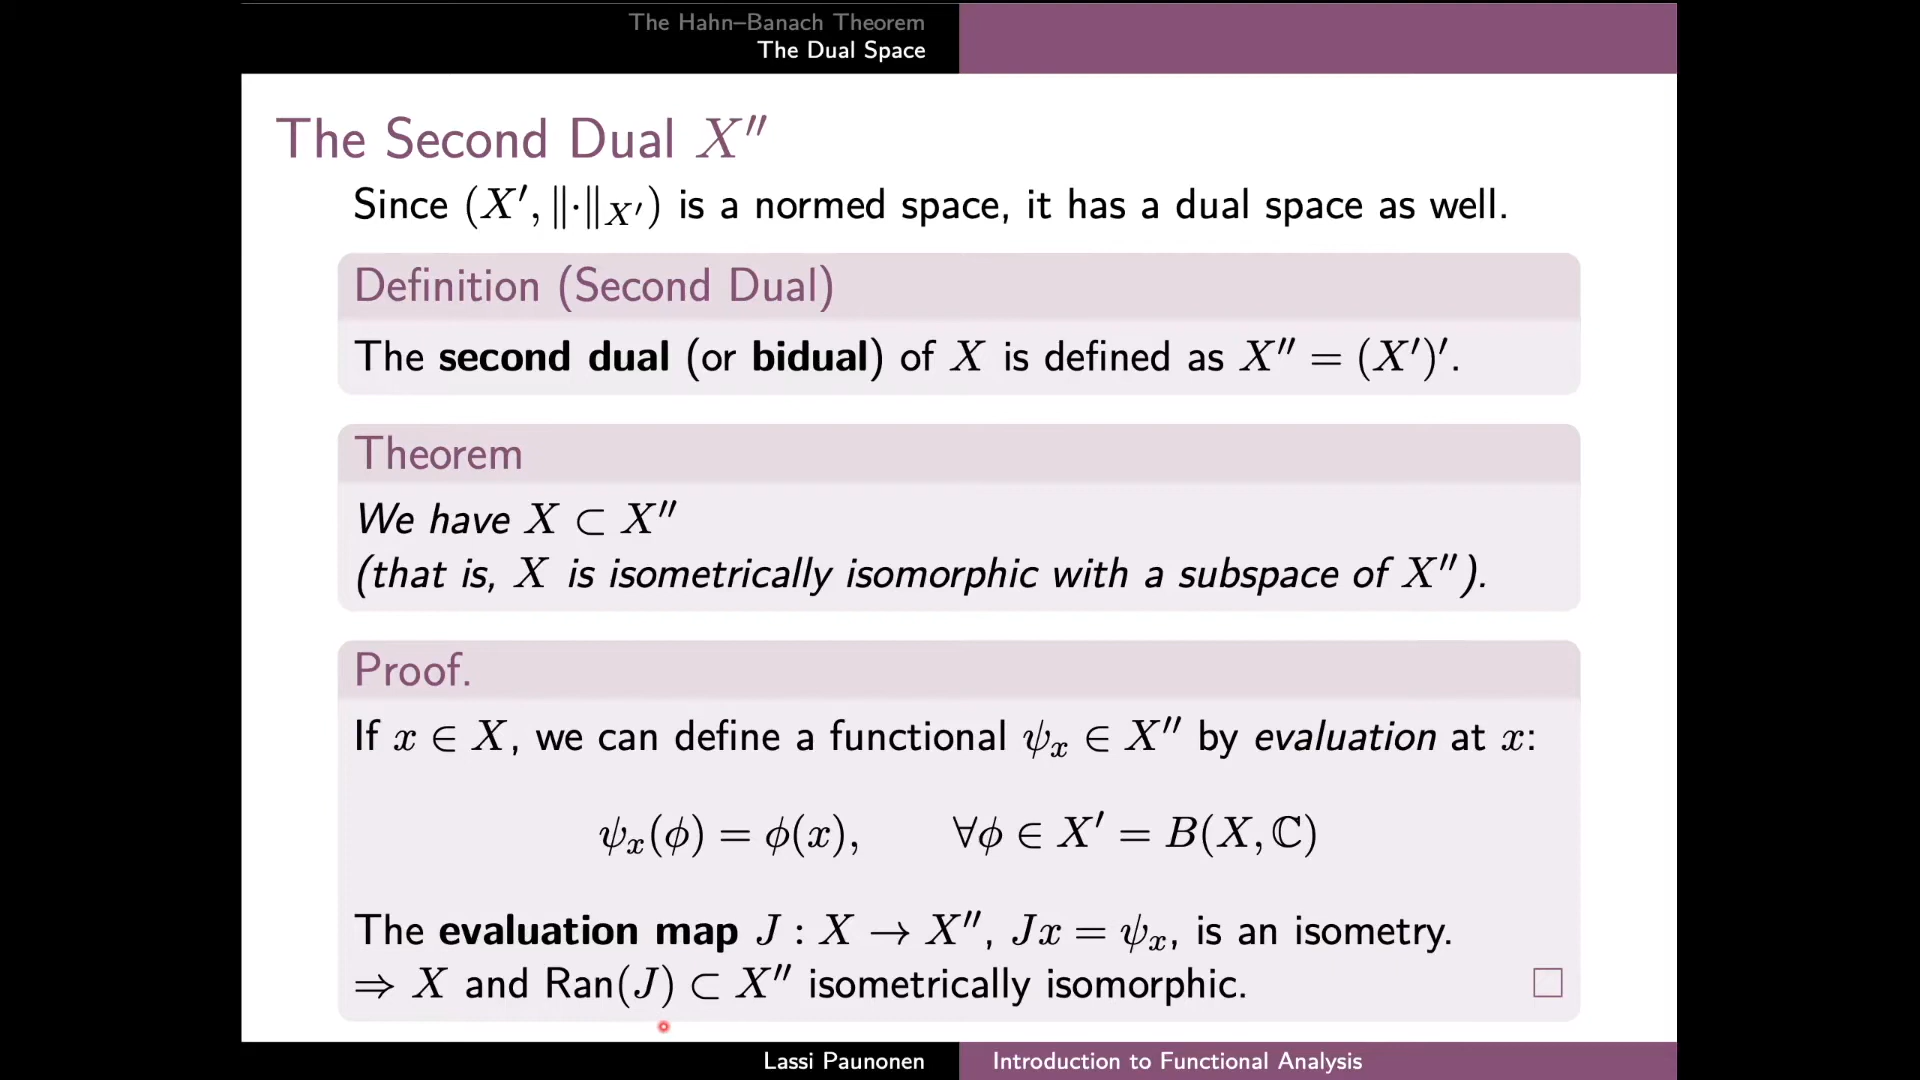 The Hahn–Banach Theorem
The Dual Space
The Second Dual X″
Since (X′, ‖·‖X′) is a normed space, it has a dual space as well.
Definition (Second Dual)
The second dual (or bidual) of X is defined as X″ = (X′)′.
Theorem
We have X ⊂ X″
(that is, X is isometrically isomorphic with a subspace of X″).
Proof.
If x ∈ X, we can define a functional ψx ∈ X″ by evaluation at x:
ψx(ϕ) = ϕ(x), ∀ϕ ∈ X′ = B(X, ℂ)
The evaluation map J : X → X″, Jx = ψx, is an isometry.
⇒ X and Ran(J) ⊂ X″ isometrically isomorphic. □
Lassi Paunonen Introduction to Functional Analysis